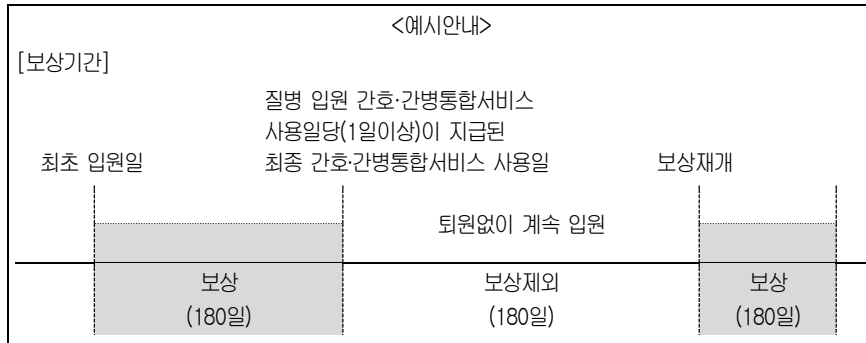 <예시안내>
[보상기간]
질병 입원 간호·간병통합서비스
사용일당(1일이상)이 지급된
최초 입원일 최종 간호·간병통합서비스 사용일 보상재개
퇴원없이 계속 입원
보상 보상제외 보상
(180일) (180일) (180일)